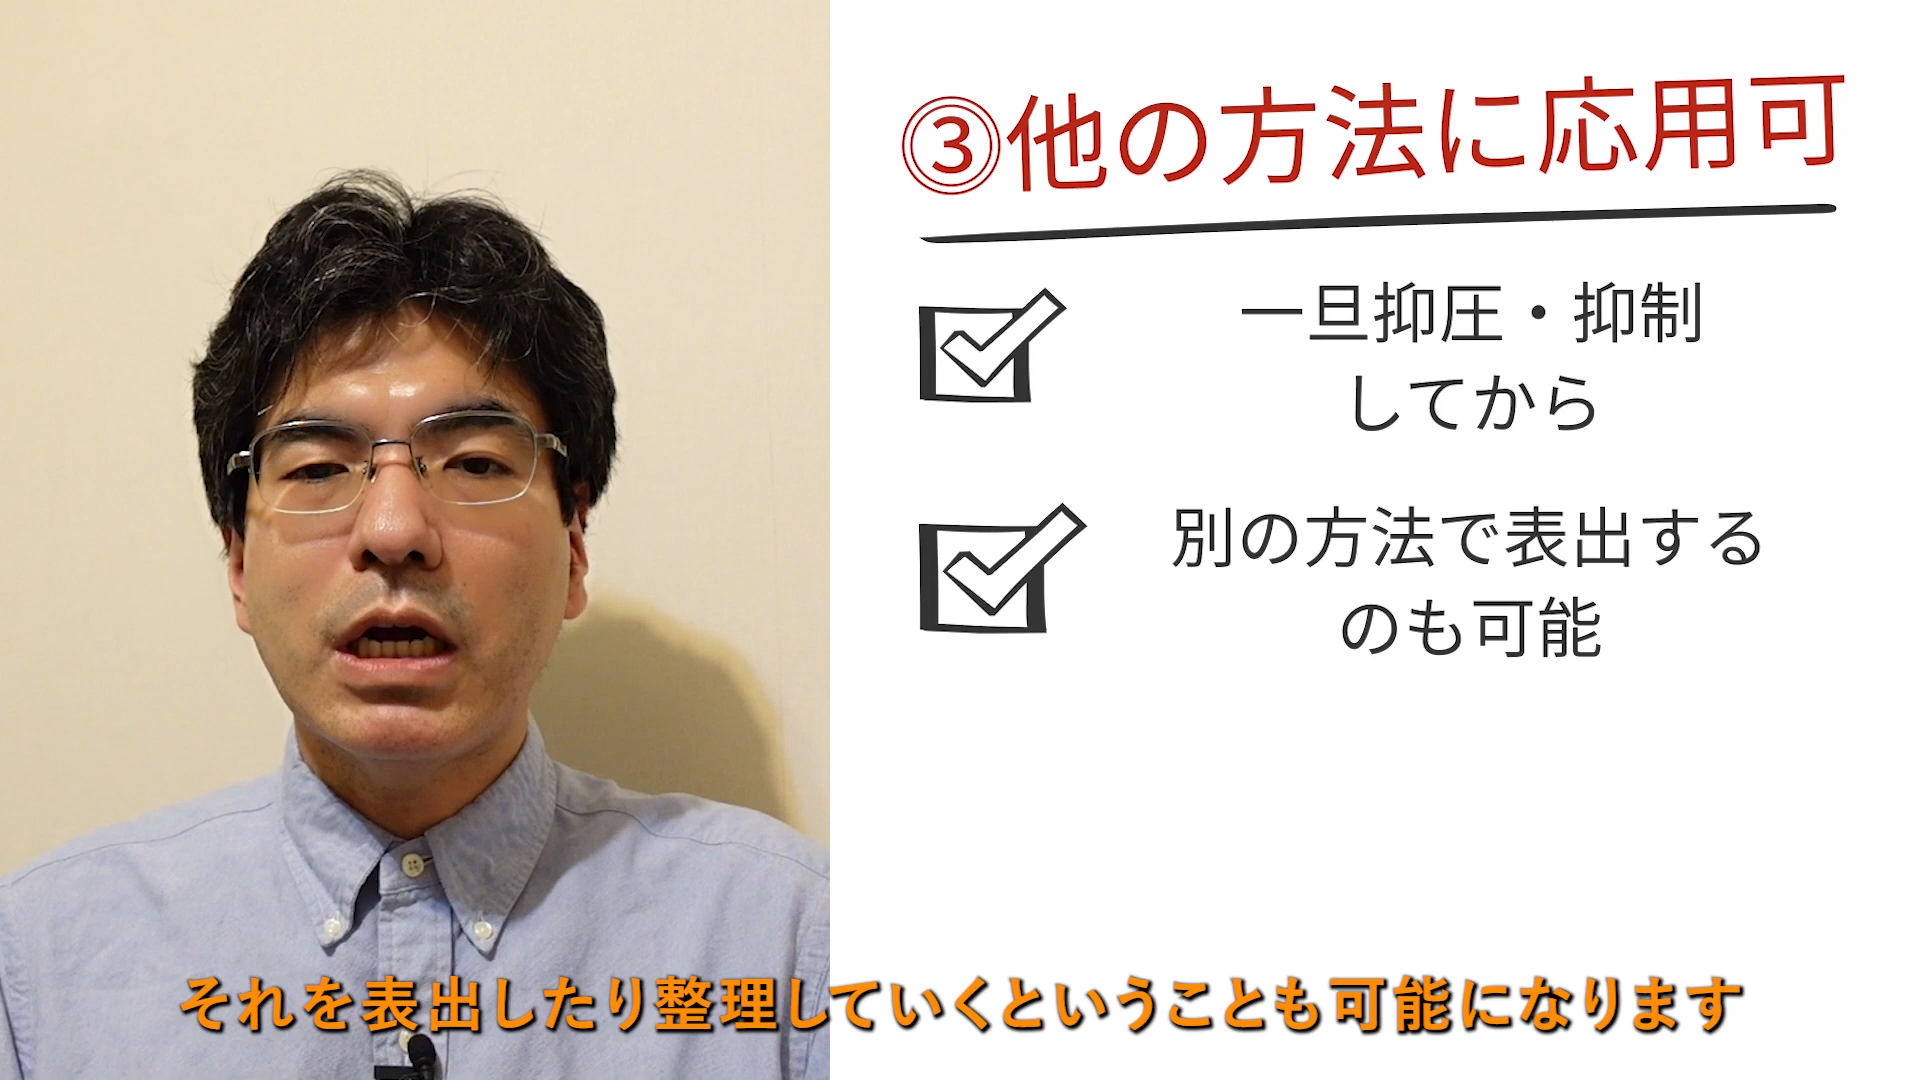 ③他の方法に応用可
一旦抑圧・抑制
してから
別の方法で表出する
のも可能
それを表出したり整理していくということも可能になります